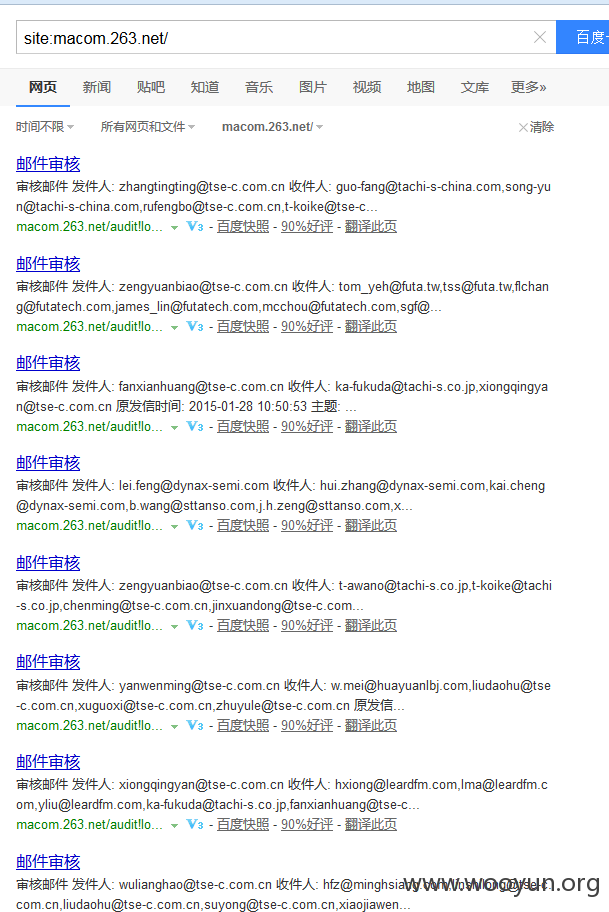 site:macom.263.net/
百度一
网页 新闻 贴吧 知道 音乐 图片 视频 地图 文库 更多»
时间不限 所有网页和文件 macom.263.net/ 清除
邮件审核
审核邮件 发件人: zhangtingting@tse-c.com.cn 收件人: guo-fang@tachi-s-china.com,song-yu
n@tachi-s-china.com,rufengbo@tse-c.com.cn,t-koike@tse-c...
macom.263.net/audit!lo... V3 - 百度快照 - 90%好评 - 翻译此页
邮件审核
审核邮件 发件人: zengyuanbiao@tse-c.com.cn 收件人: tom_yeh@futa.tw,tss@futa.tw,flchan
g@futatech.com,james_lin@futatech.com,mcchou@futatech.com,sgf@...
macom.263.net/audit!lo... V3 - 百度快照 - 90%好评 - 翻译此页
邮件审核
审核邮件 发件人: fanxianhuang@tse-c.com.cn 收件人: ka-fukuda@tachi-s.co.jp,xiongqingya
n@tse-c.com.cn 原发信时间: 2015-01-28 10:50:53 主题: ...
macom.263.net/audit!lo... V3 - 百度快照 - 90%好评 - 翻译此页
邮件审核
审核邮件 发件人: lei.feng@dynax-semi.com 收件人: hui.zhang@dynax-semi.com,kai.cheng
@dynax-semi.com,b.wang@sttanso.com,j.h.zeng@sttanso.com,x...
macom.263.net/audit!lo... V3 - 百度快照 - 90%好评 - 翻译此页
邮件审核
审核邮件 发件人: zengyuanbiao@tse-c.com.cn 收件人: t-awano@tachi-s.co.jp,t-koike@tachi
-s.co.jp,chenming@tse-c.com.cn,jinxuandong@tse-c.com...
macom.263.net/audit!lo... V3 - 百度快照 - 90%好评 - 翻译此页
邮件审核
审核邮件 发件人: yanwenming@tse-c.com.cn 收件人: w.mei@huayuanlbj.com,liudaohu@tse
-c.com.cn,xuguoxi@tse-c.com.cn,zhuyule@tse-c.com.cn 原发信...
macom.263.net/audit!lo... V3 - 百度快照 - 90%好评 - 翻译此页
邮件审核
审核邮件 发件人: xiongqingyan@tse-c.com.cn 收件人: hxiong@leardfm.com,lma@leardfm.c
om,yliu@leardfm.com,ka-fukuda@tachi-s.co.jp,fanxianhuang@tse-c...
macom.263.net/audit!lo... V3 - 百度快照 - 90%好评 - 翻译此页
邮件审核
审核邮件 发件人: wulianghao@tse-c.com.cn 收件人: hfz@minghsiang.com
com.cn,liudaohu@tse-c.com.cn,suyong@tse-c.com.cn,xiaojiawen...
www.wooyun.org